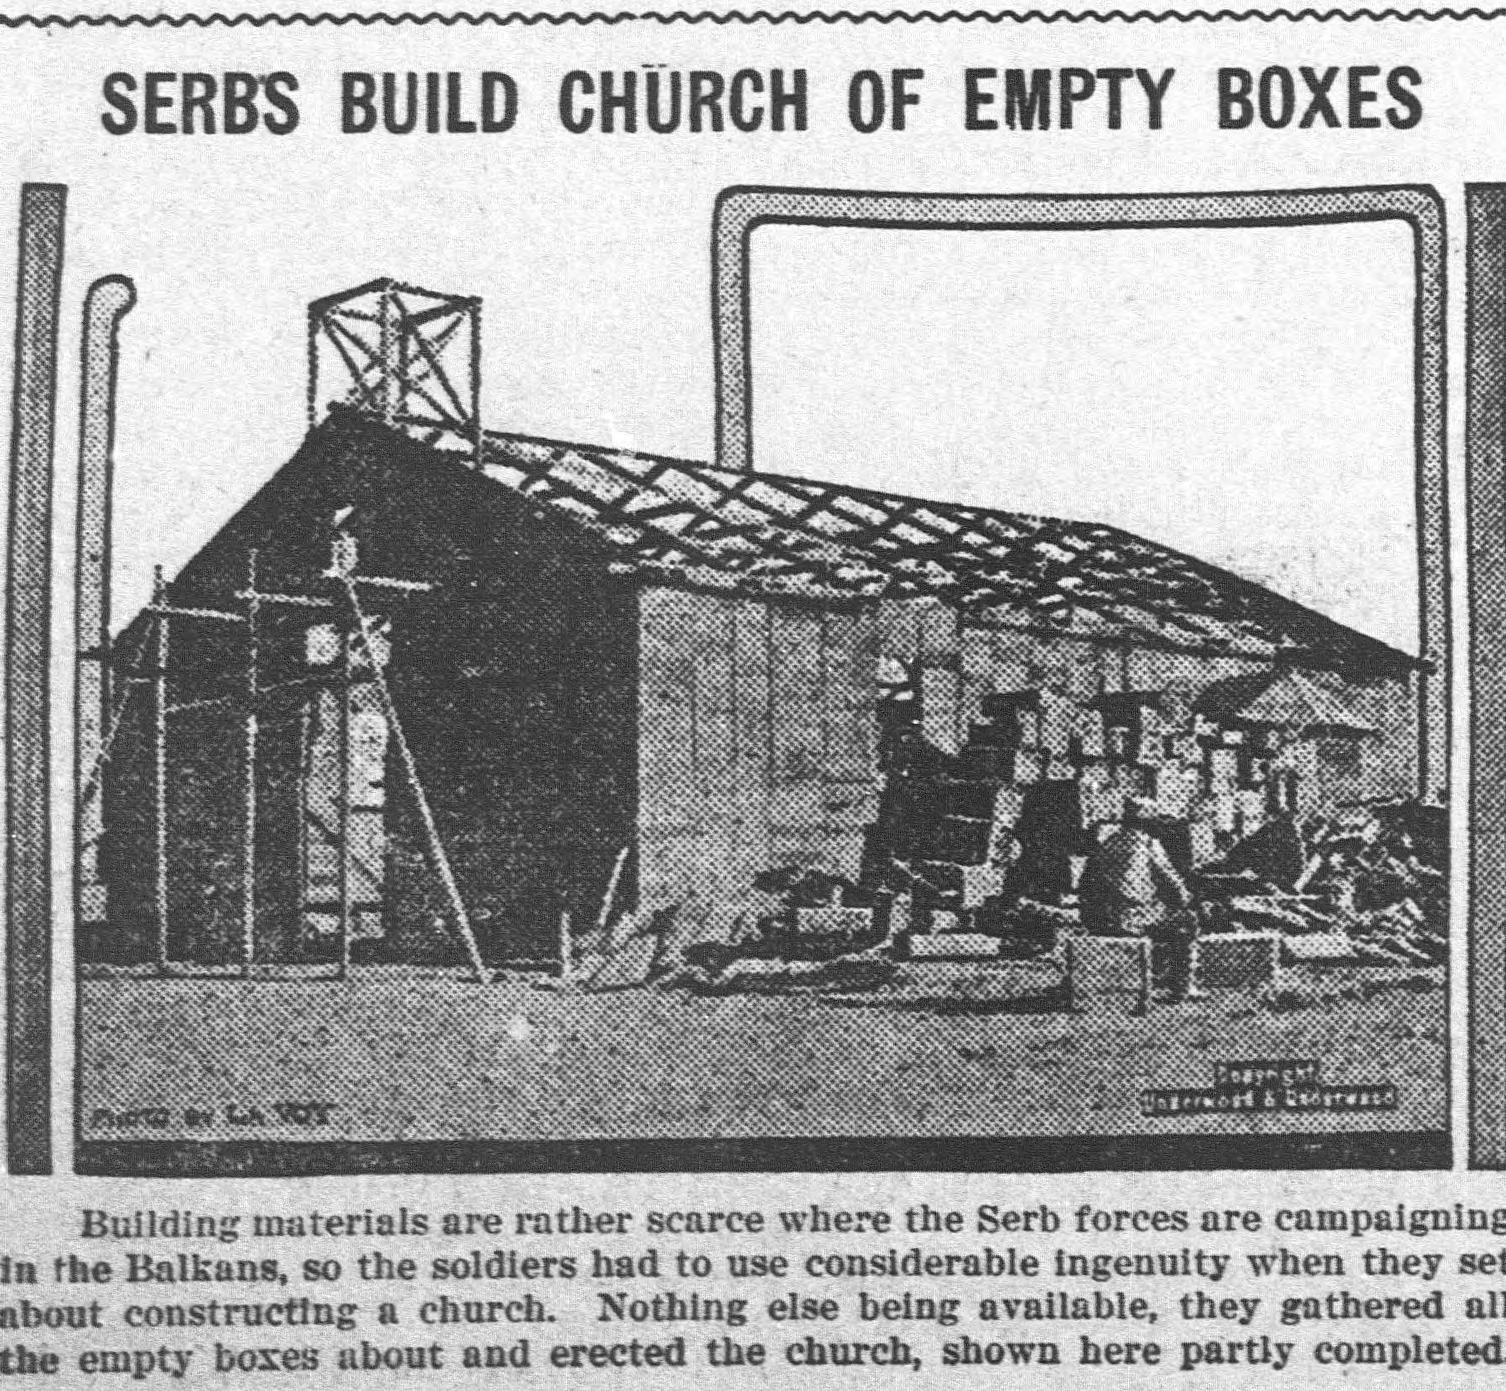 SERBS BUILD CHURCH OF EMPTY BOXES
PHOTO BY LA VOY
Copyright
Underwood & Underwood
Building materials are rather scarce where the Serb forces are campaigning
in the Balkans, so the soldiers had to use considerable ingenuity when they set
about constructing a church. Nothing else being available, they gathered all
the empty boxes about and erected the church, shown here partly completed.